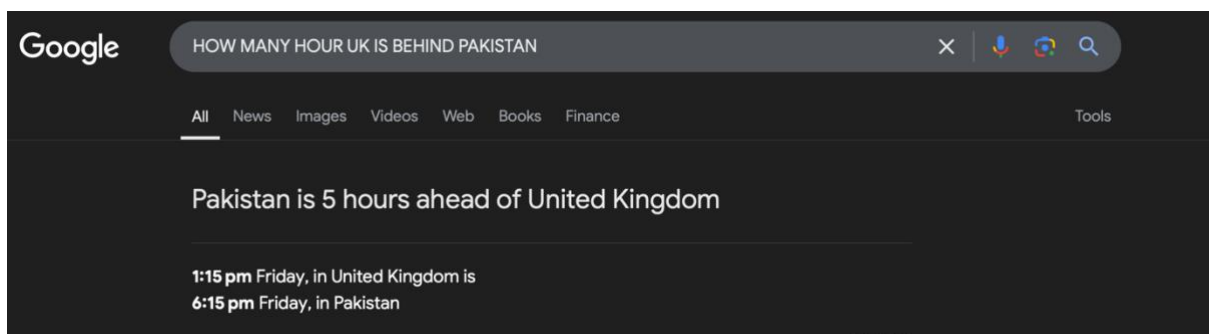 Google
HOW MANY HOUR UK IS BEHIND PAKISTAN
All News Images Videos Web Books Finance Tools
Pakistan is 5 hours ahead of United Kingdom
1:15 pm Friday, in United Kingdom is
6:15 pm Friday, in Pakistan